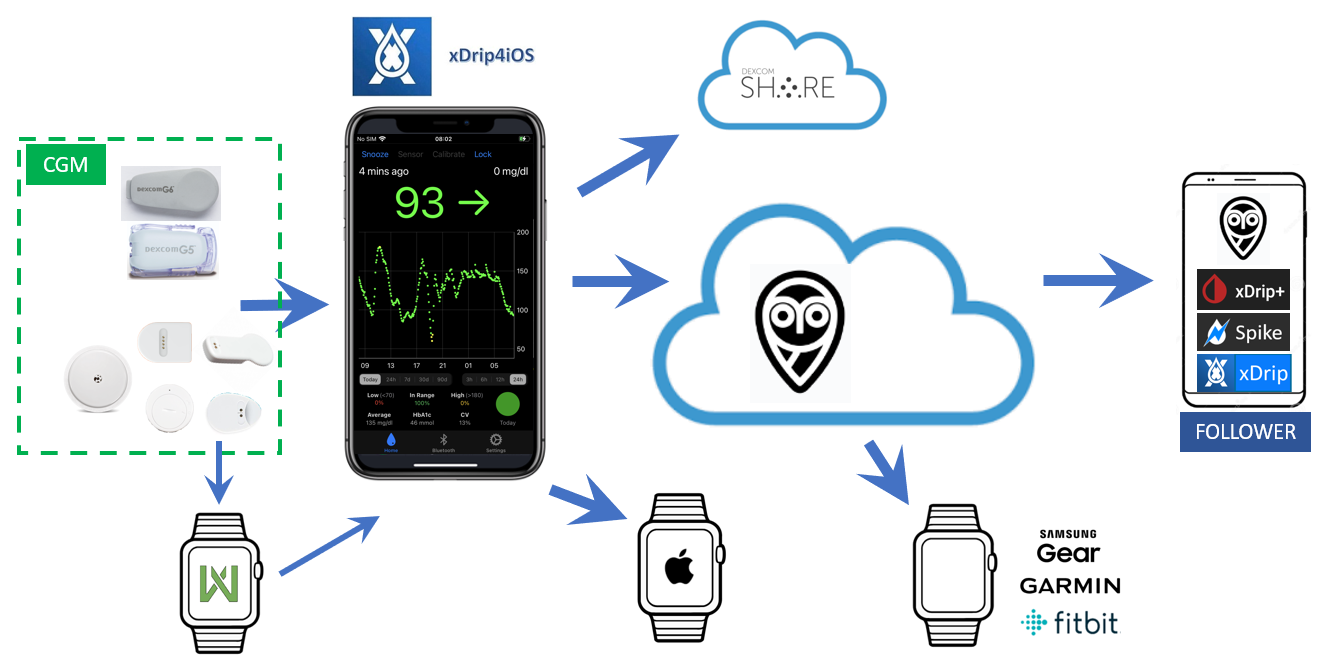 xDrip4iOS
DEXCOM
SHARE
CGM
DEXCOM G6
DEXCOM G5
No SIM 08:02
Snooze Sensor Calibrate Lock
4 mins ago 0 mg/dl
93
200
150
100
50
09 13 17 21 01 05
Today 24h 7d 30d 90d 3h 6h 12h 24h
Low (<70) In Range High (>180)
0% 100% 0%
Average HbA1c CV
135 mg/dl 46 mmol 13% Today
Home Bluetooth Settings
xDrip+
Spike
xDrip
FOLLOWER
SAMSUNG
Gear
GARMIN
fitbit